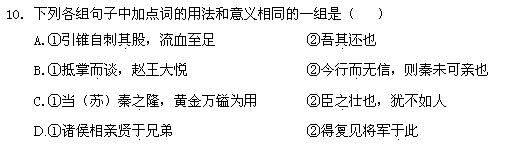 10. 下列各组句子中加点词的用法和意义相同的一组是（　　）
A.①引锥自刺其股，流血至足　②吾其还也
B.①抵掌而谈，赵王大悦　②今行而无信，则秦未可亲也
C.①当（苏）秦之隆，黄金万镒为用　②臣之壮也，犹不如人
D.①诸侯相亲贤于兄弟　②得复见将军于此